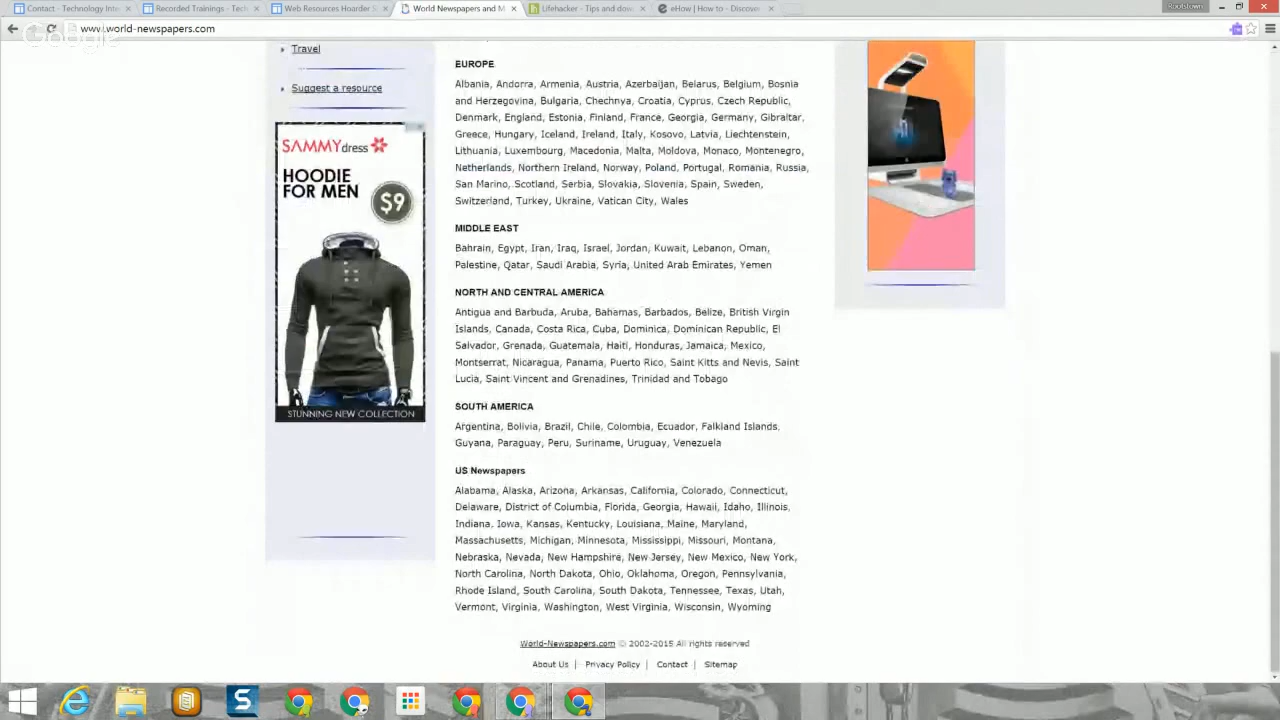 Contact - Technology Inte
Recorded Trainings - Tech
Web Resources Hoarder S
World Newspapers and M
Lifehacker - Tips and dow
eHow | How to - Discover
Rootstown
www.world-newspapers.com
Google
Travel
Suggest a resource
SAMMYdress
HOODIE
FOR MEN
$9
STUNNING NEW COLLECTION
EUROPE
Albania, Andorra, Armenia, Austria, Azerbaijan, Belarus, Belgium, Bosnia
and Herzegovina, Bulgaria, Chechnya, Croatia, Cyprus, Czech Republic,
Denmark, England, Estonia, Finland, France, Georgia, Germany, Gibraltar,
Greece, Hungary, Iceland, Ireland, Italy, Kosovo, Latvia, Liechtenstein,
Lithuania, Luxembourg, Macedonia, Malta, Moldova, Monaco, Montenegro,
Netherlands, Northern Ireland, Norway, Poland, Portugal, Romania, Russia,
San Marino, Scotland, Serbia, Slovakia, Slovenia, Spain, Sweden,
Switzerland, Turkey, Ukraine, Vatican City, Wales
MIDDLE EAST
Bahrain, Egypt, Iran, Iraq, Israel, Jordan, Kuwait, Lebanon, Oman,
Palestine, Qatar, Saudi Arabia, Syria, United Arab Emirates, Yemen
NORTH AND CENTRAL AMERICA
Antigua and Barbuda, Aruba, Bahamas, Barbados, Belize, British Virgin
Islands, Canada, Costa Rica, Cuba, Dominica, Dominican Republic, El
Salvador, Grenada, Guatemala, Haiti, Honduras, Jamaica, Mexico,
Montserrat, Nicaragua, Panama, Puerto Rico, Saint Kitts and Nevis, Saint
Lucia, Saint Vincent and Grenadines, Trinidad and Tobago
SOUTH AMERICA
Argentina, Bolivia, Brazil, Chile, Colombia, Ecuador, Falkland Islands,
Guyana, Paraguay, Peru, Suriname, Uruguay, Venezuela
US Newspapers
Alabama, Alaska, Arizona, Arkansas, California, Colorado, Connecticut,
Delaware, District of Columbia, Florida, Georgia, Hawaii, Idaho, Illinois,
Indiana, Iowa, Kansas, Kentucky, Louisiana, Maine, Maryland,
Massachusetts, Michigan, Minnesota, Mississippi, Missouri, Montana,
Nebraska, Nevada, New Hampshire, New Jersey, New Mexico, New York,
North Carolina, North Dakota, Ohio, Oklahoma, Oregon, Pennsylvania,
Rhode Island, South Carolina, South Dakota, Tennessee, Texas, Utah,
Vermont, Virginia, Washington, West Virginia, Wisconsin, Wyoming
World-Newspapers.com © 2002-2015 All rights reserved
About Us | Privacy Policy | Contact | Sitemap